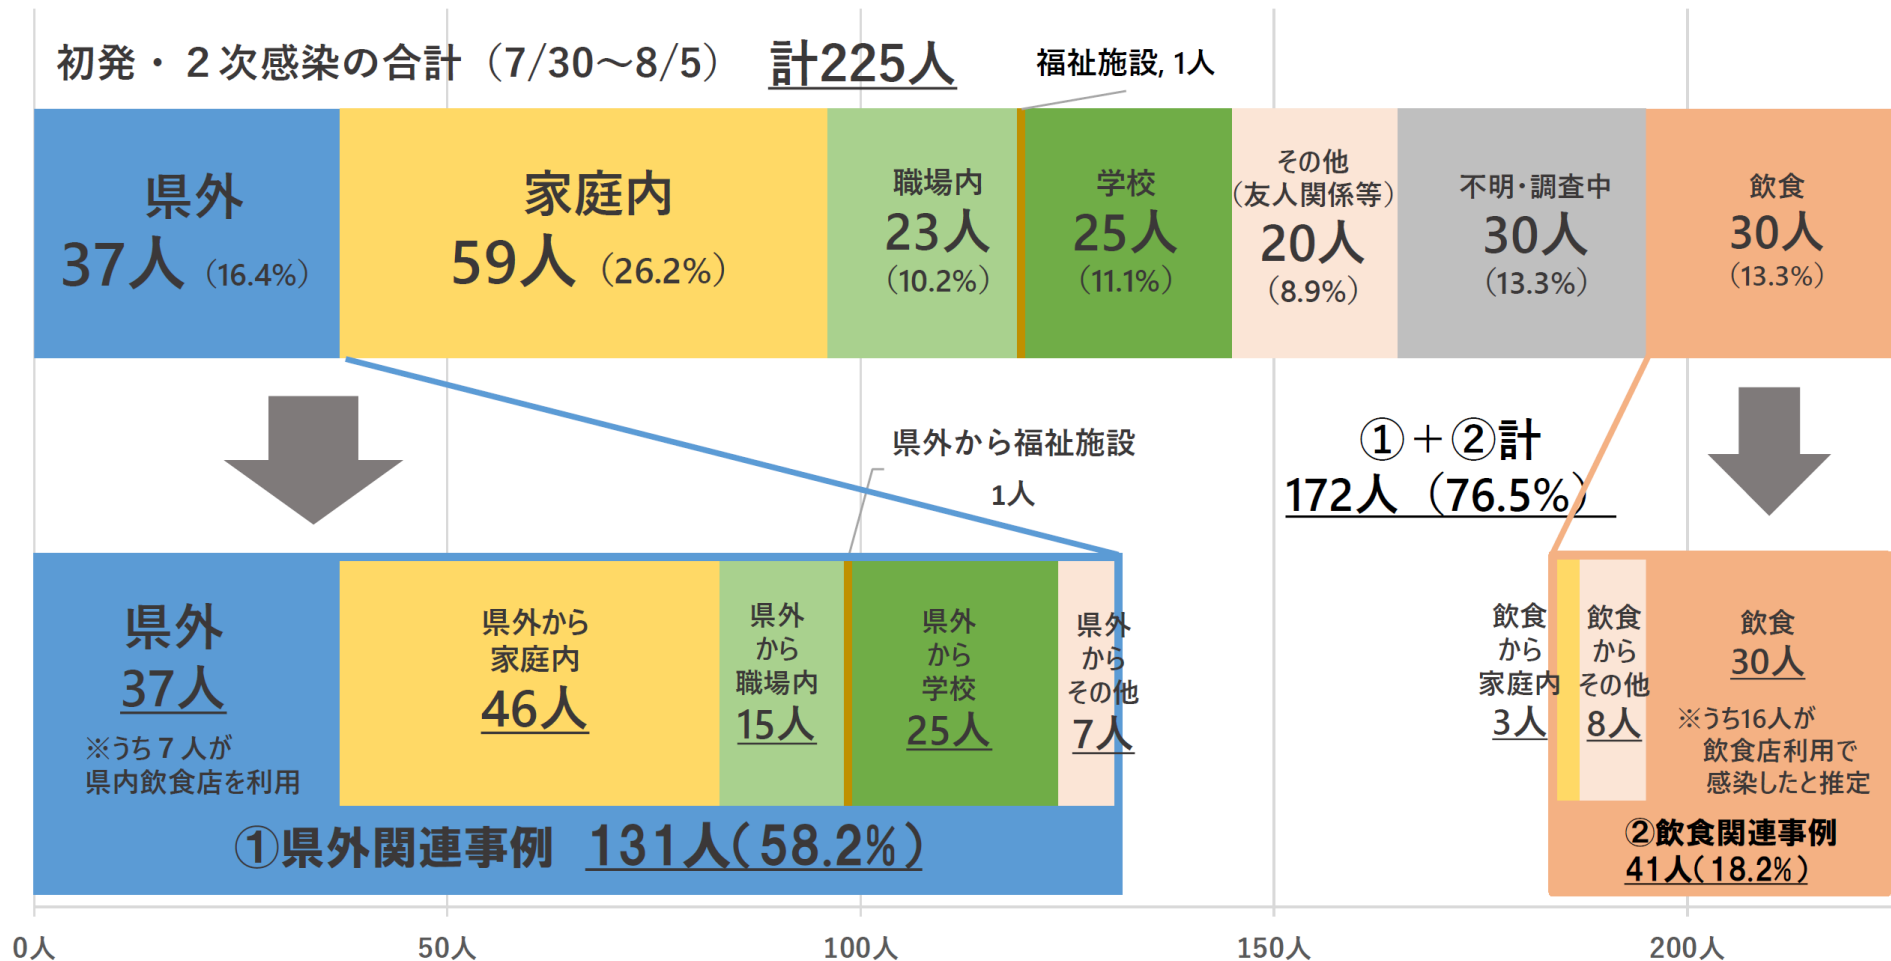 初発・２次感染の合計（7/30～8/5） 計225人
福祉施設, 1人
県外
37人（16.4%）
家庭内
59人（26.2%）
職場内
23人
（10.2%）
学校
25人
（11.1%）
その他
（友人関係等）
20人
（8.9%）
不明・調査中
30人
（13.3%）
飲食
30人
（13.3%）
県外から福祉施設
1人
①＋②計
172人（76.5%）
県外
37人
※うち７人が
県内飲食店を利用
県外から
家庭内
46人
県外
から
職場内
15人
県外
から
学校
25人
県外
から
その他
7人
①県外関連事例 131人(58.2%)
飲食
から
家庭内
3人
飲食
から
その他
8人
飲食
30人
※うち16人が
飲食店利用で
感染したと推定
②飲食関連事例
41人(18.2%)
0人
50人
100人
150人
200人